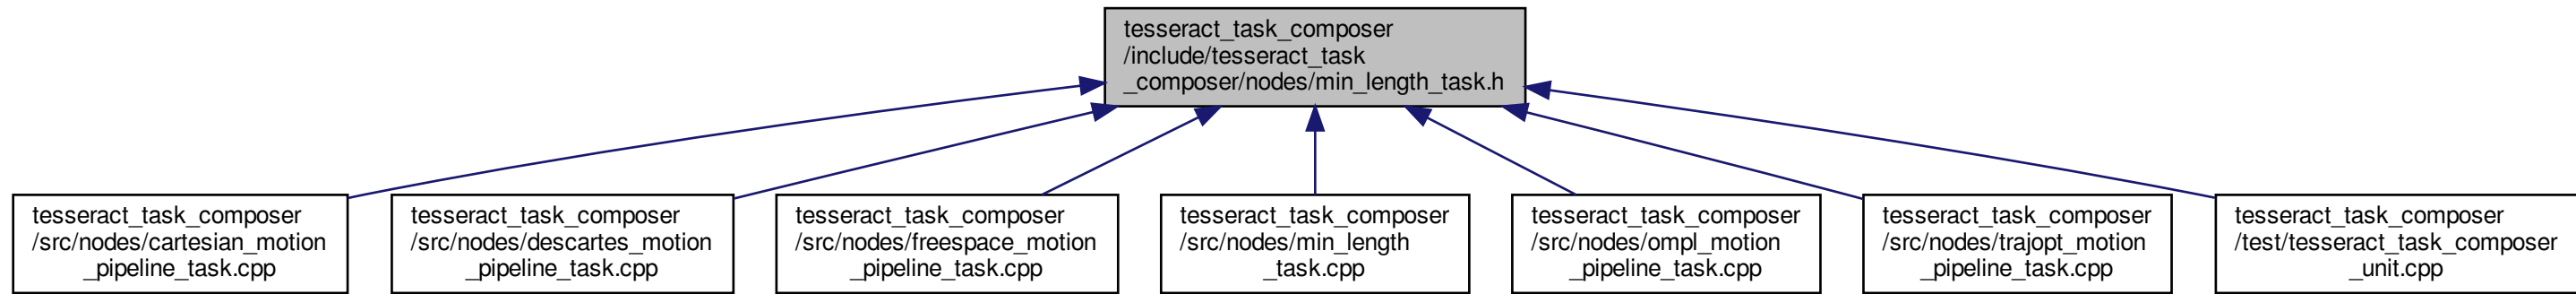 tesseract_task_composer
/include/tesseract_task
_composer/nodes/min_length_task.h
tesseract_task_composer
/src/nodes/cartesian_motion
_pipeline_task.cpp
tesseract_task_composer
/src/nodes/descartes_motion
_pipeline_task.cpp
tesseract_task_composer
/src/nodes/freespace_motion
_pipeline_task.cpp
tesseract_task_composer
/src/nodes/min_length
_task.cpp
tesseract_task_composer
/src/nodes/ompl_motion
_pipeline_task.cpp
tesseract_task_composer
/src/nodes/trajopt_motion
_pipeline_task.cpp
tesseract_task_composer
/test/tesseract_task_composer
_unit.cpp